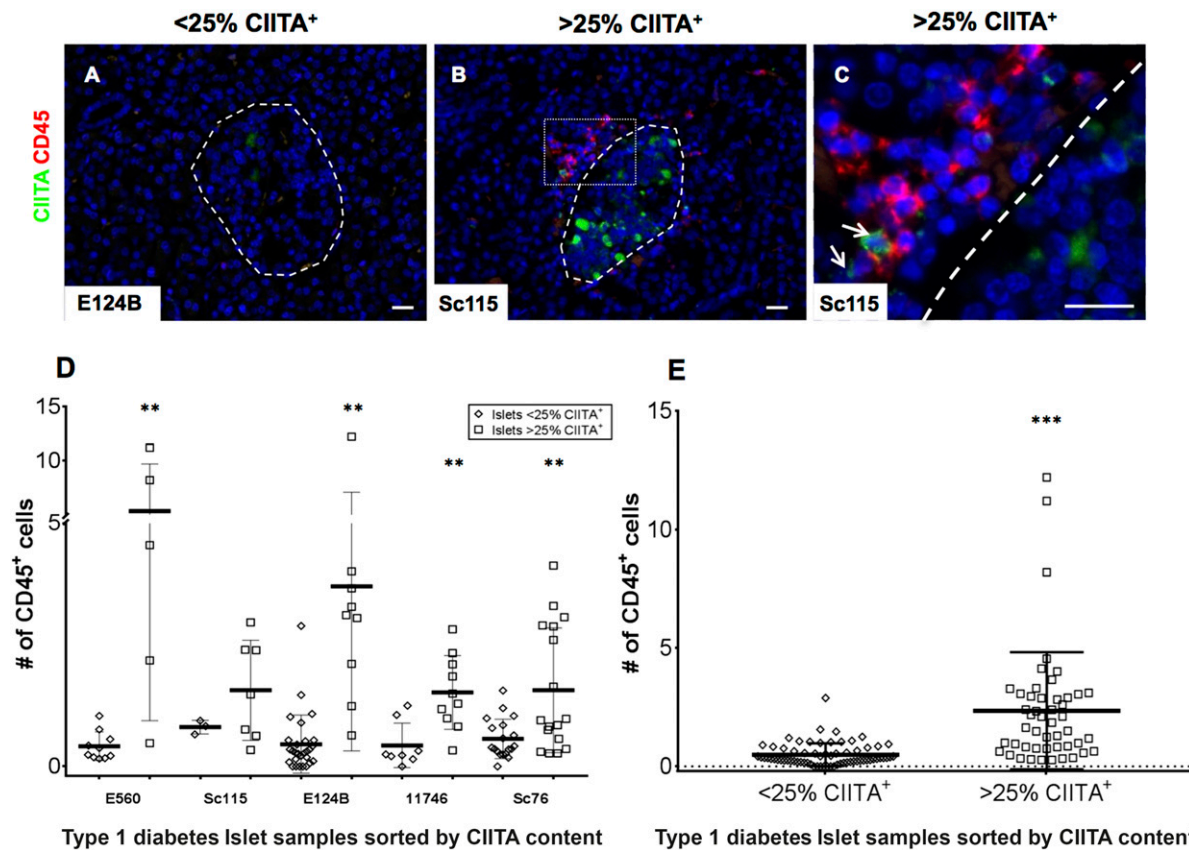 <25% CIITA⁺
>25% CIITA⁺
>25% CIITA⁺
CIITA CD45
A
B
C
E124B
Sc115
Sc115
D
E
# of CD45⁺ cells
15
10
5
0
**
**
**
**
Islets <25% CIITA⁺
Islets >25% CIITA⁺
E560
Sc115
E124B
11746
Sc76
Type 1 diabetes Islet samples sorted by CIITA content
# of CD45⁺ cells
15
10
5
0
***
<25% CIITA⁺
>25% CIITA⁺
Type 1 diabetes Islet samples sorted by CIITA content